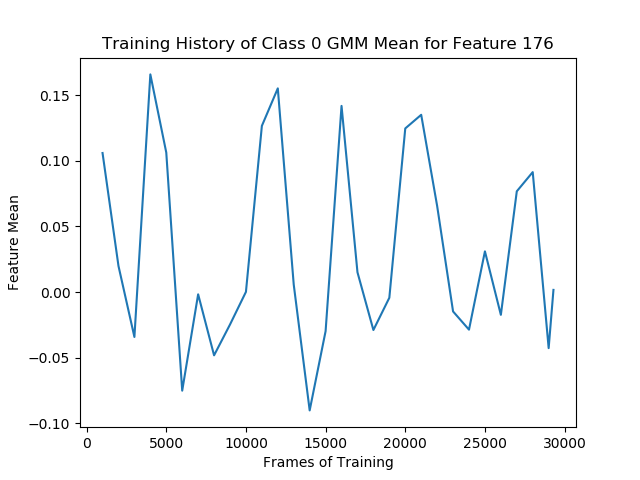 Training History of Class 0 GMM Mean for Feature 176
0.15
0.10
0.05
0.00
−0.05
−0.10
Feature Mean
0 5000 10000 15000 20000 25000 30000
Frames of Training